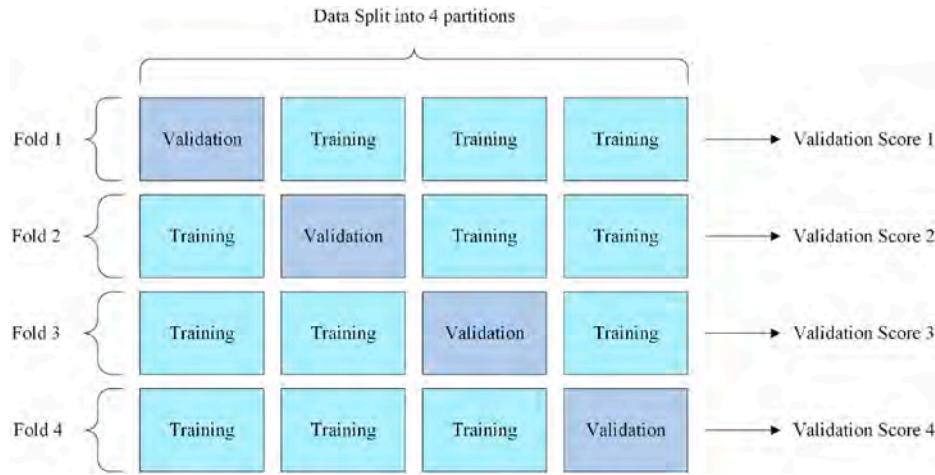 Data Split into 4 partitions
Fold 1 Validation Training Training Training Validation Score 1
Fold 2 Training Validation Training Training Validation Score 2
Fold 3 Training Training Validation Training Validation Score 3
Fold 4 Training Training Training Validation Validation Score 4